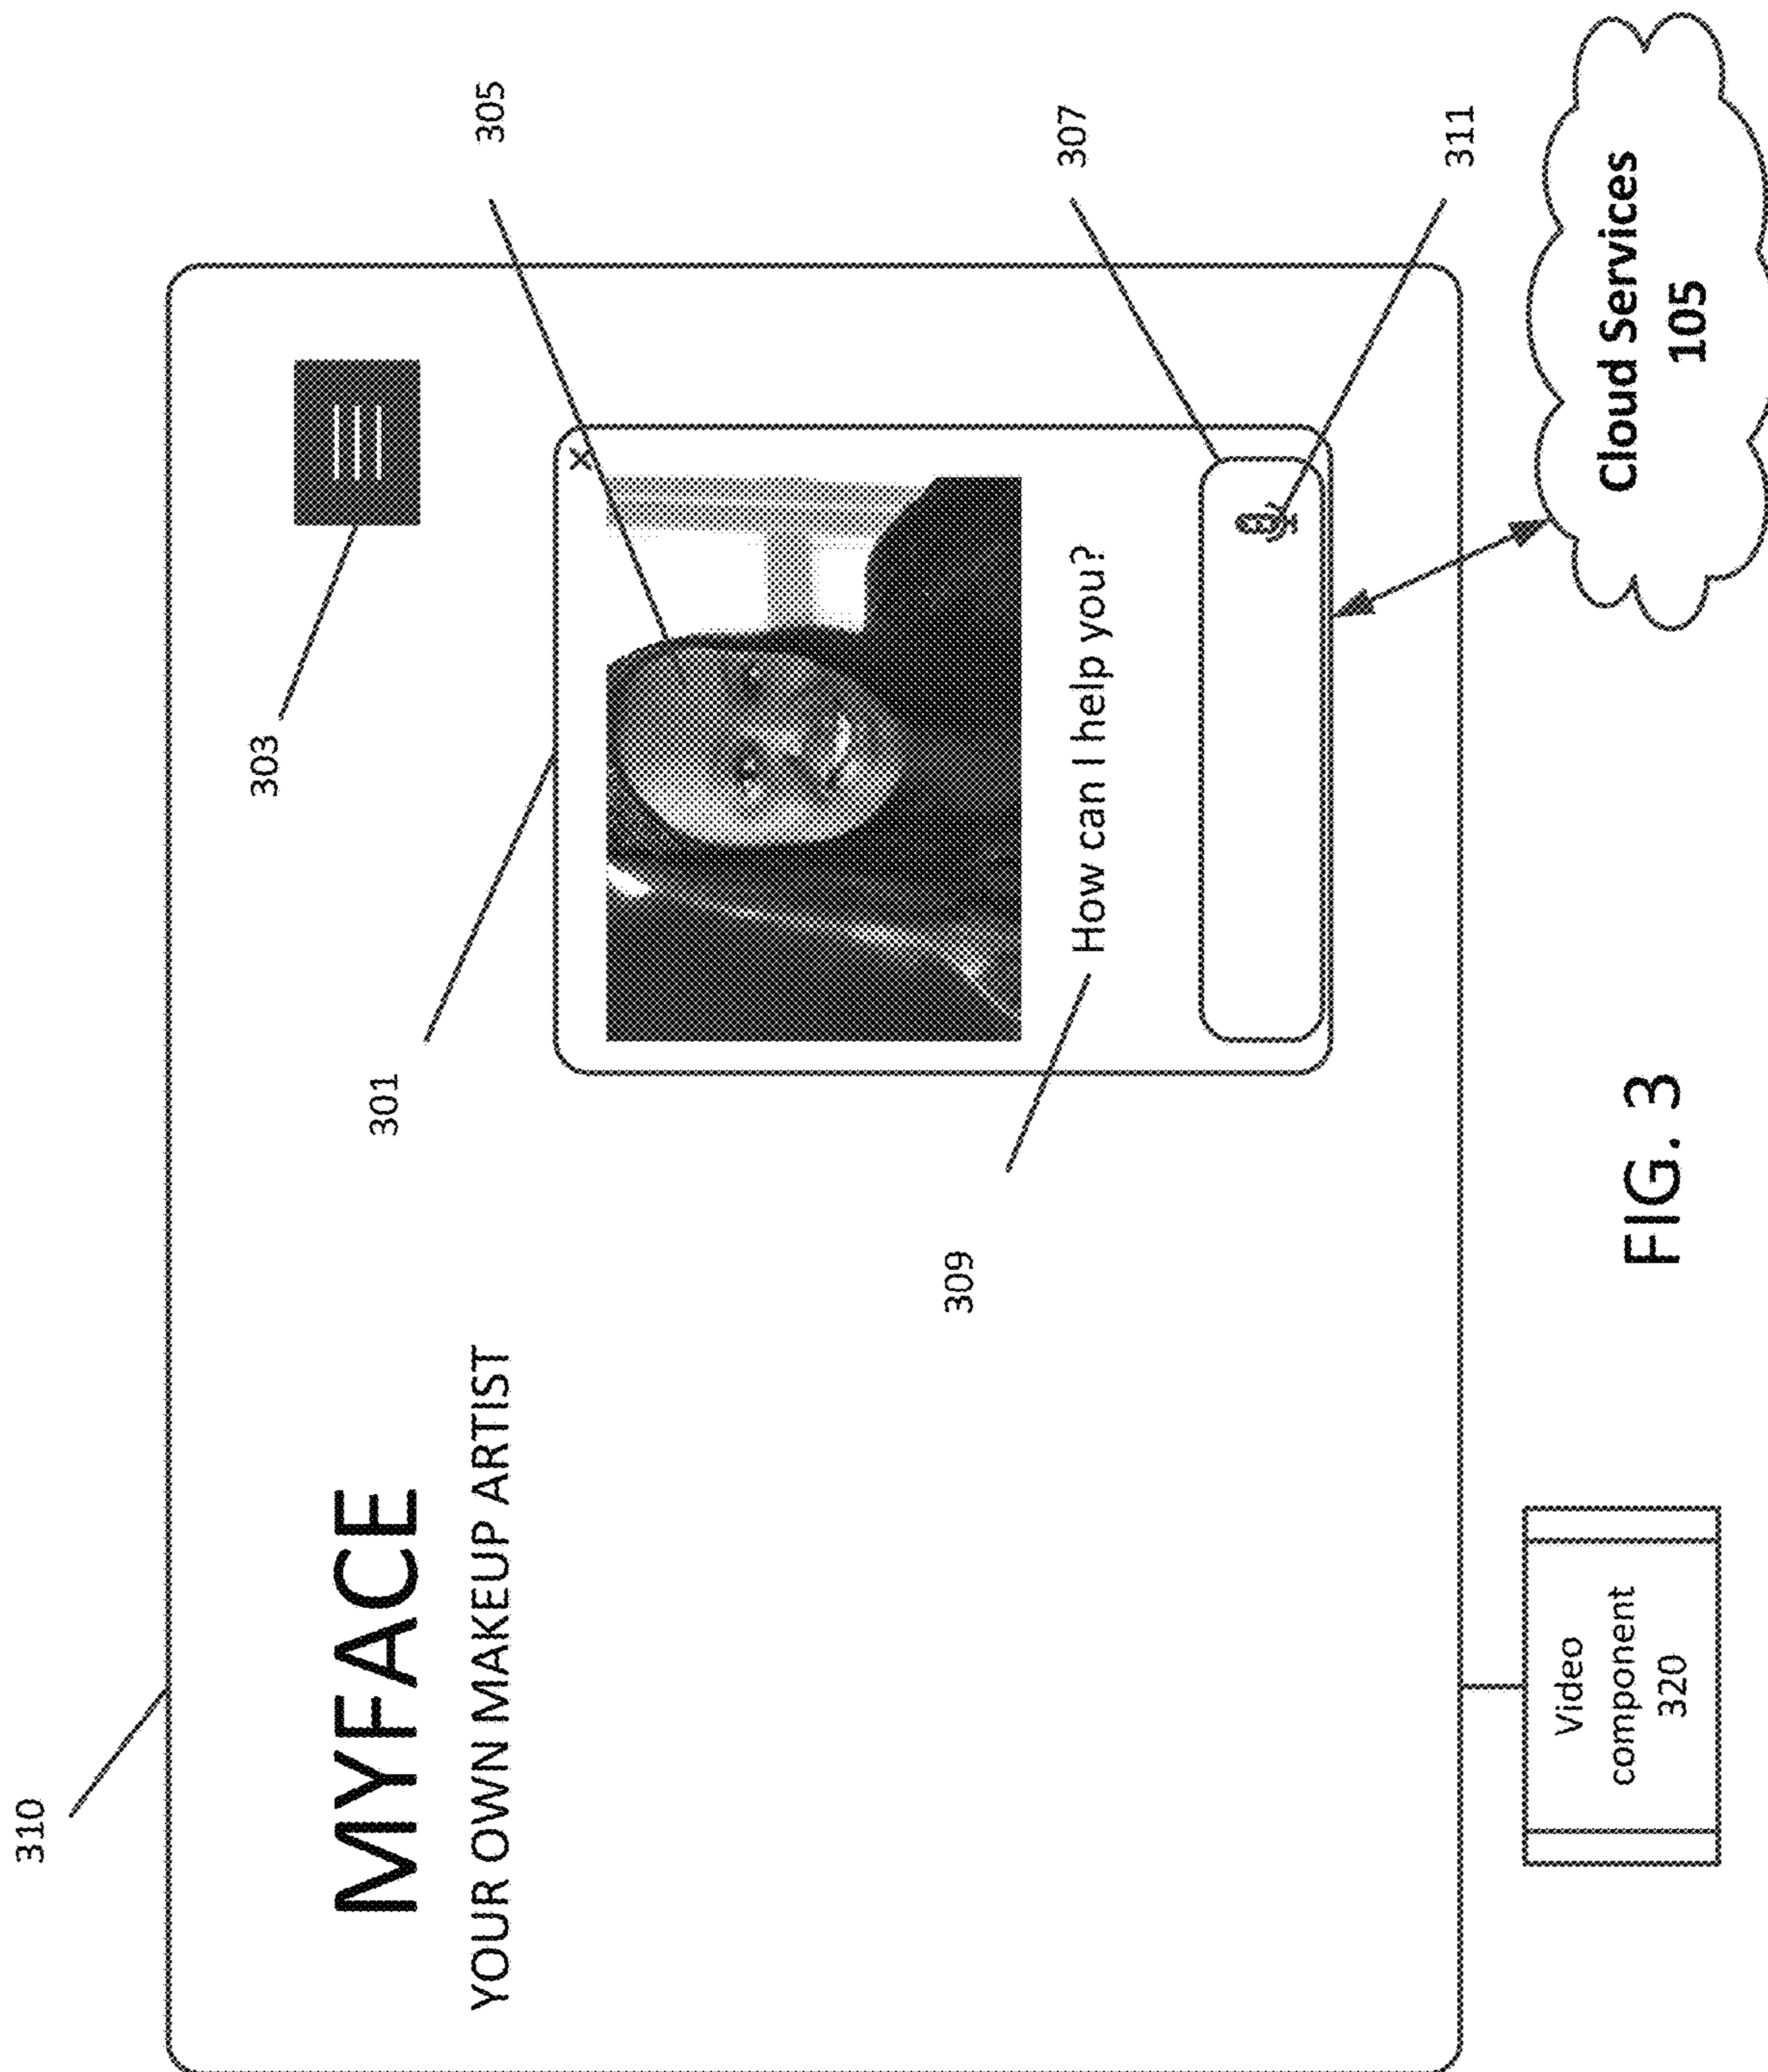 310
MYFACE
YOUR OWN MAKEUP ARTIST
303
301
305
x
309
How can I help you?
307
311
Video
component
320
FIG. 3
Cloud Services
105